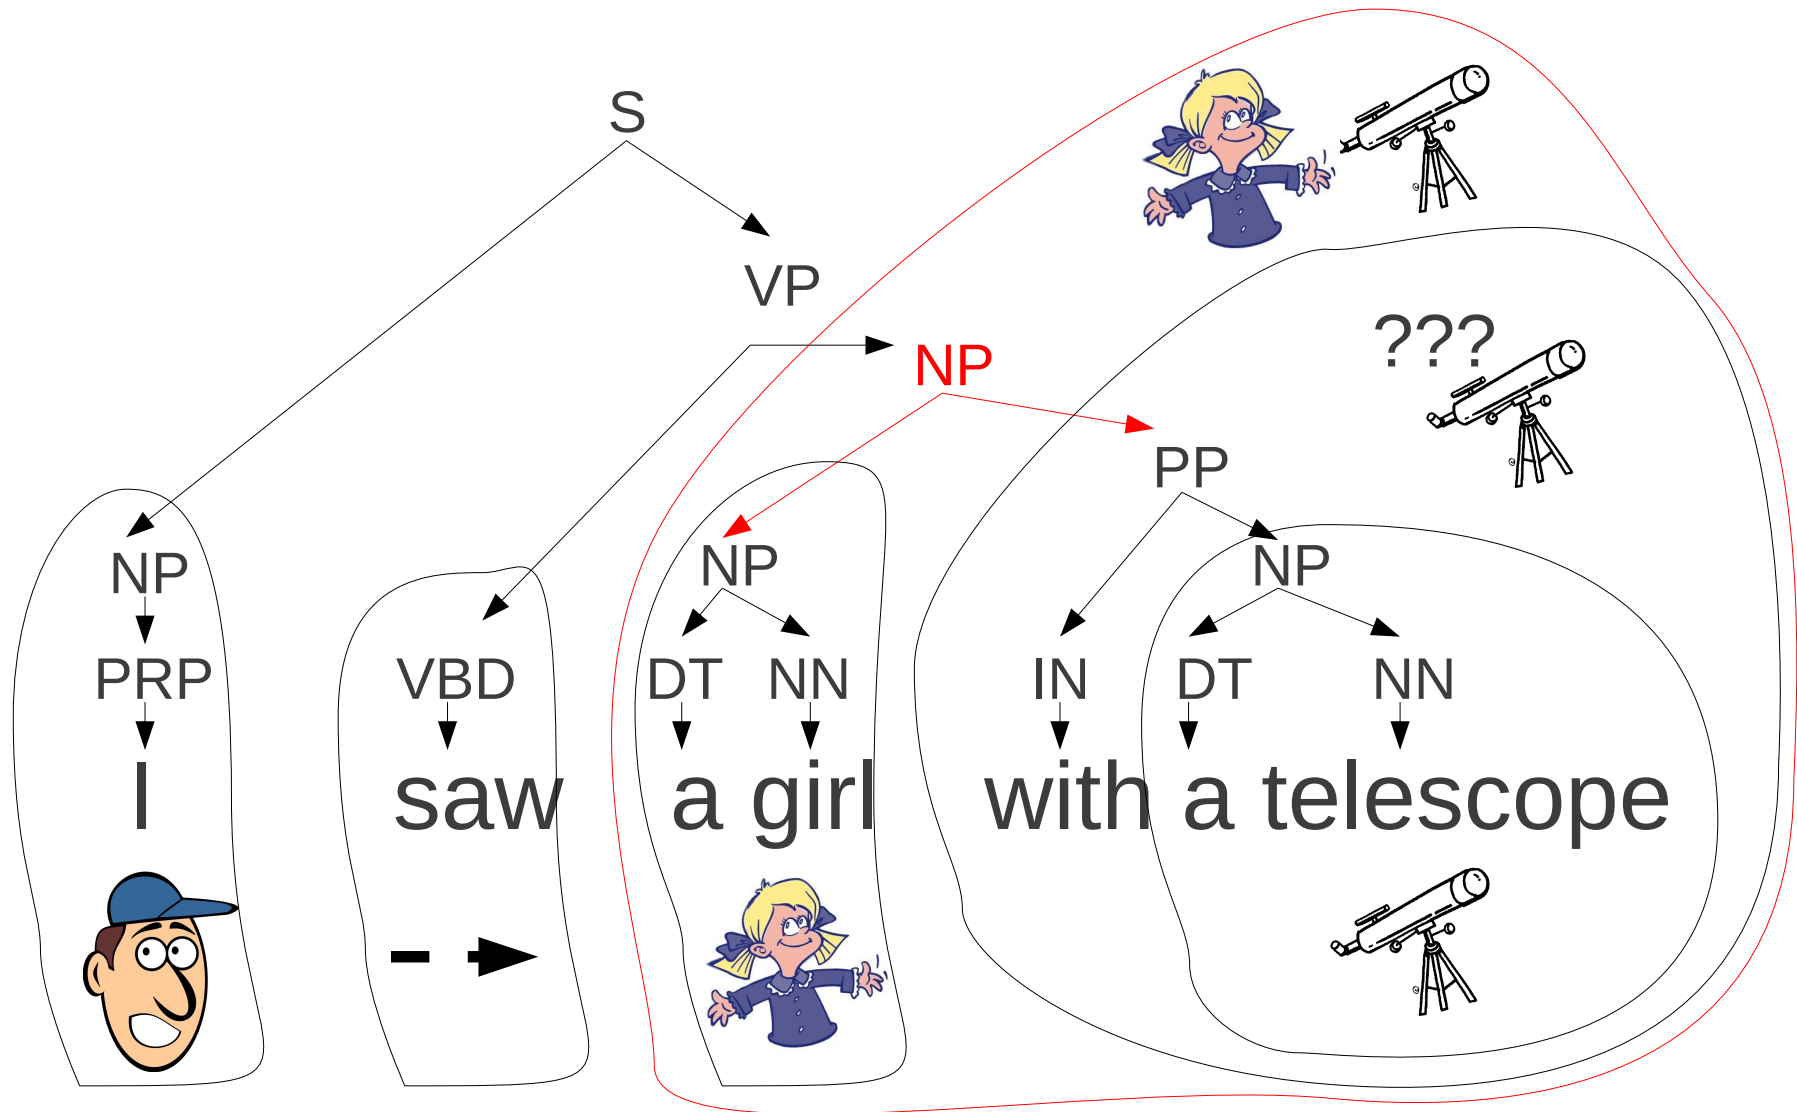 S
VP
???
NP
PP
NP NP NP
PRP VBD DT NN IN DT NN
I saw a girl with a telescope